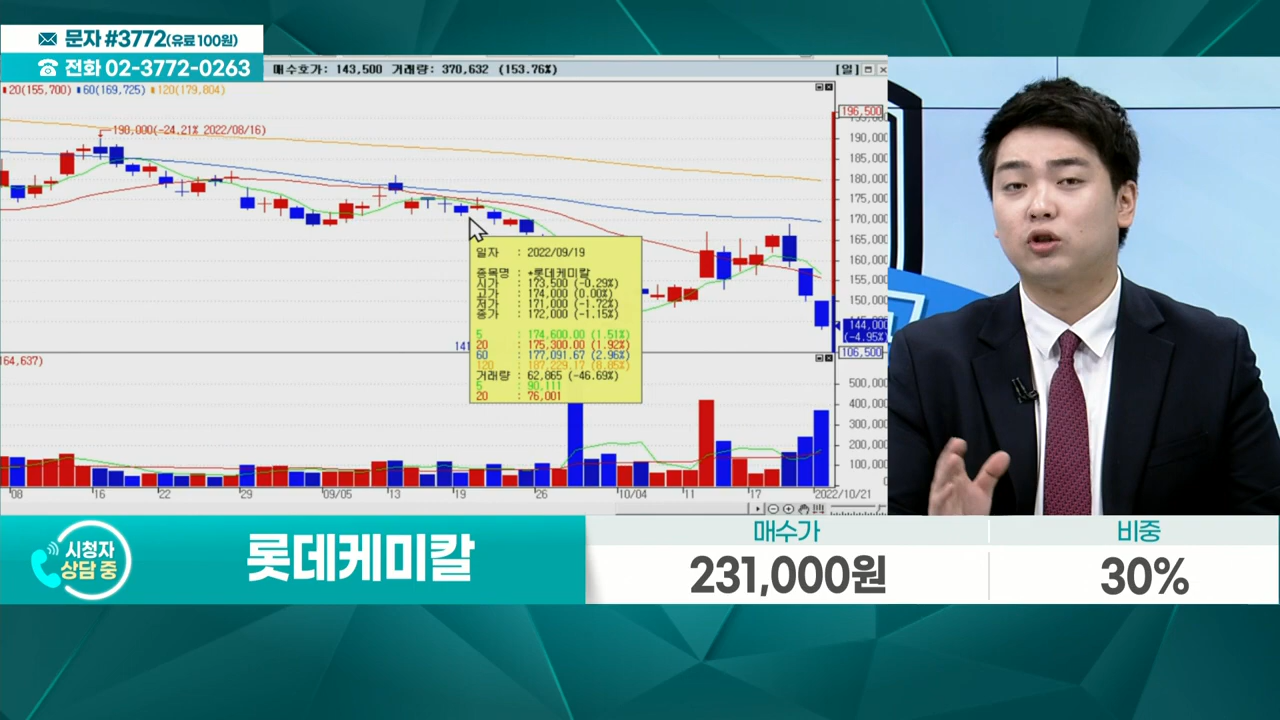 문자 #3772(유료 100원)
전화 02-3772-0263
매수호가: 143,500 거래량: 370,632 (153.76%) [일]
20(155,700) 60(169,725) 120(179,804)
190,000(-24.21% 2022/08/16)
196,500
190,000
185,000
180,000
175,000
170,000
165,000
160,000
155,000
150,000
144,000
(-4.95%
106,500
일자 : 2022/09/19
종목명 : +롯데케미칼
시가 : 173,500 (-0.29%)
고가 : 174,000 (0.00%)
저가 : 171,000 (-1.72%)
종가 : 172,000 (-1.15%)
5 : 174,600.00 (1.51%)
20 : 175,300.00 (1.92%)
60 : 177,091.67 (2.96%)
120 : 187,229.17 (8.85%)
거래량 : 62,865 (-46.69%)
5 : 90,111
20 : 76,001
141
164,637)
500,000
400,000
300,000
200,000
100,000
08 16 22 29 09/05 13 19 26 10/04 11 17 2022/10/21
시청자
상담 중
롯데케미칼
매수가 비중
231,000원 30%